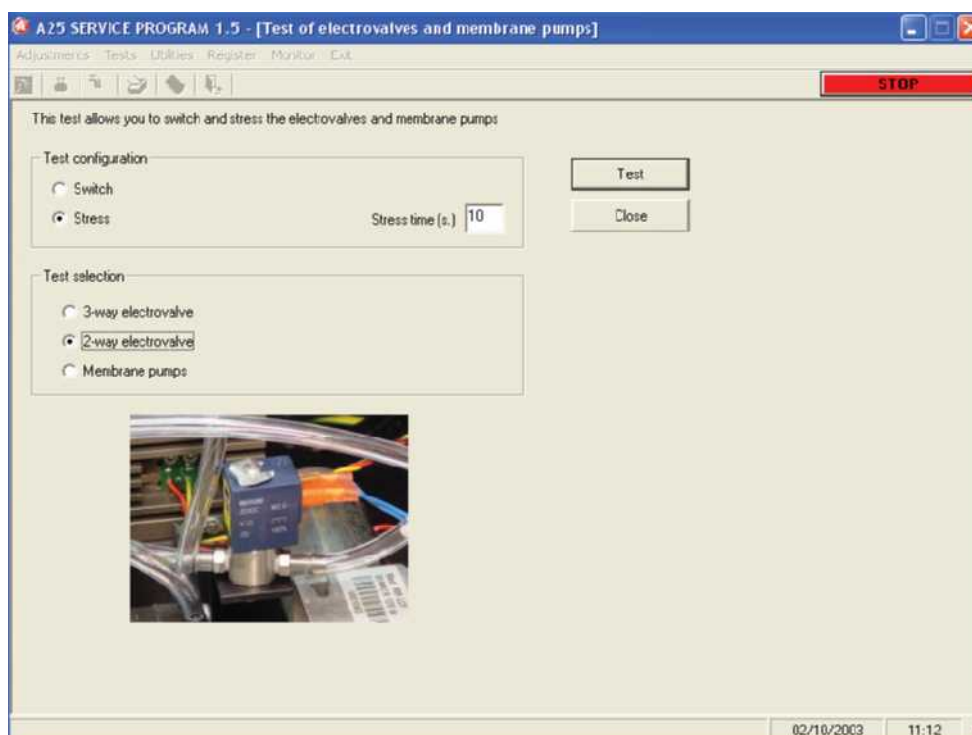 A25 SERVICE PROGRAM 1.5 - [Test of electrovalves and membrane pumps]
Adjustments Tests Utilities Register Monitor Exit
STOP
This test allows you to switch and stress the electrovalves and membrane pumps
Test configuration
Switch
Stress
Stress time (s.) 10
Test
Close
Test selection
3-way electrovalve
2-way electrovalve
Membrane pumps
02/10/2003 11:12